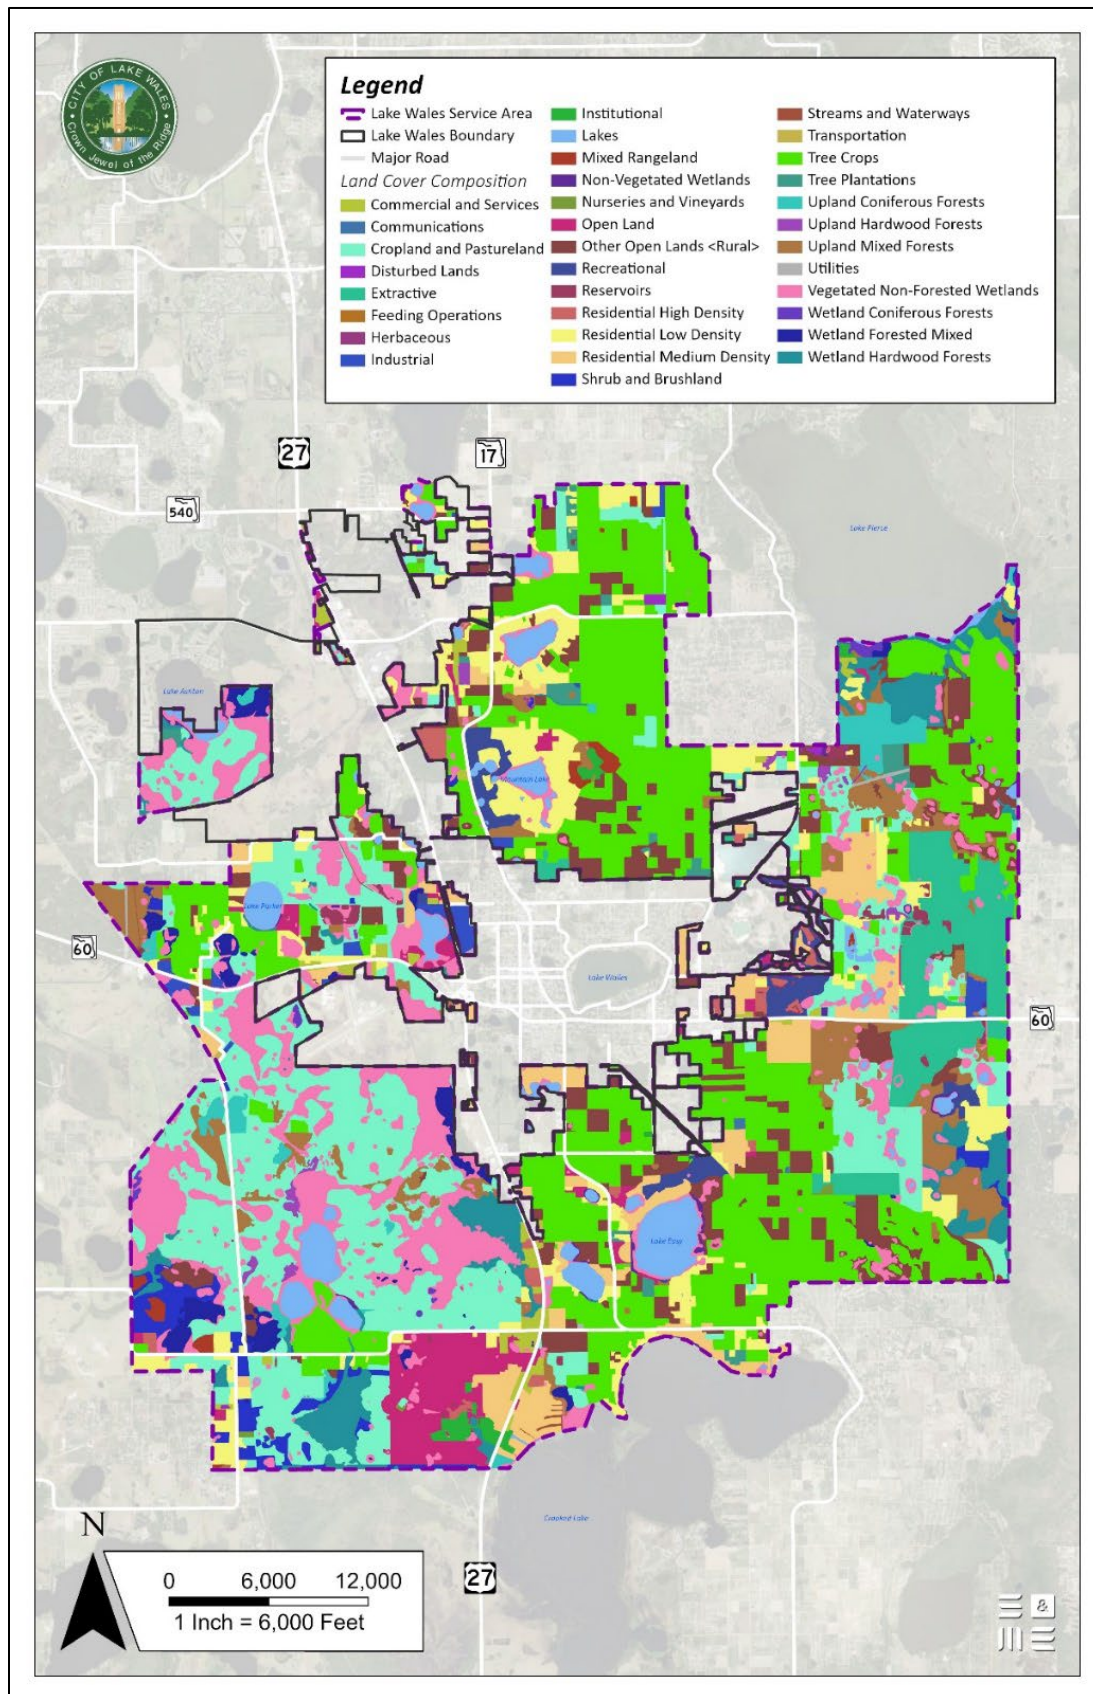 CITY OF LAKE WALES
Crown Jewel of the Ridge
Legend
Lake Wales Service Area
Lake Wales Boundary
Major Road
Land Cover Composition
Commercial and Services
Communications
Cropland and Pastureland
Disturbed Lands
Extractive
Feeding Operations
Herbaceous
Industrial
Institutional
Lakes
Mixed Rangeland
Non-Vegetated Wetlands
Nurseries and Vineyards
Open Land
Other Open Lands <Rural>
Recreational
Reservoirs
Residential High Density
Residential Low Density
Residential Medium Density
Shrub and Brushland
Streams and Waterways
Transportation
Tree Crops
Tree Plantations
Upland Coniferous Forests
Upland Hardwood Forests
Upland Mixed Forests
Utilities
Vegetated Non-Forested Wetlands
Wetland Coniferous Forests
Wetland Forested Mixed
Wetland Hardwood Forests
27
17
540
Lake Pierce
Mountain Lake
Lake Parker
60
Lake Wales
60
Lake Easy
Crooked Lake
27
N
0 6,000 12,000
1 Inch = 6,000 Feet
&